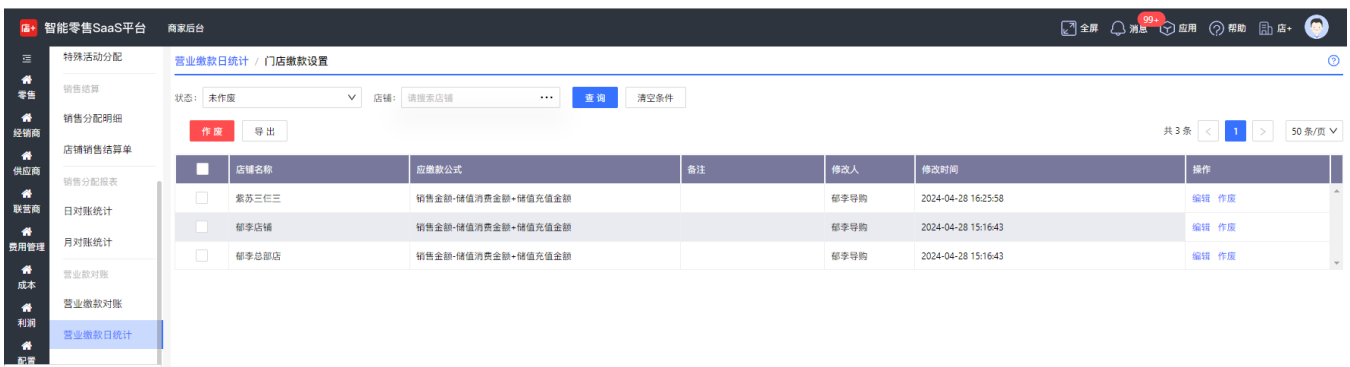 店+ 智能零售SaaS平台 商家后台 全屏 消息 99+ 应用 帮助 店+
零售
经销商
供应商
联营商
费用管理
成本
利润
配置
特殊活动分配
销售结算
销售分配明细
店铺销售结算单
销售分配报表
日对账统计
月对账统计
营业款对账
营业缴款对账
营业缴款日统计
营业缴款日统计 / 门店缴款设置
状态: 未作废 店铺: 请搜索店铺 ... 查询 清空条件
作废 导出 共 3 条 < 1 > 50 条/页
店铺名称 应缴款公式 备注 修改人 修改时间 操作
紫苏三仨三 销售金额-储值消费金额+储值充值金额 郁李导购 2024-04-28 16:25:58 编辑 作废
郁李店铺 销售金额-储值消费金额+储值充值金额 郁李导购 2024-04-28 15:16:43 编辑 作废
郁李总部店 销售金额-储值消费金额+储值充值金额 郁李导购 2024-04-28 15:16:43 编辑 作废